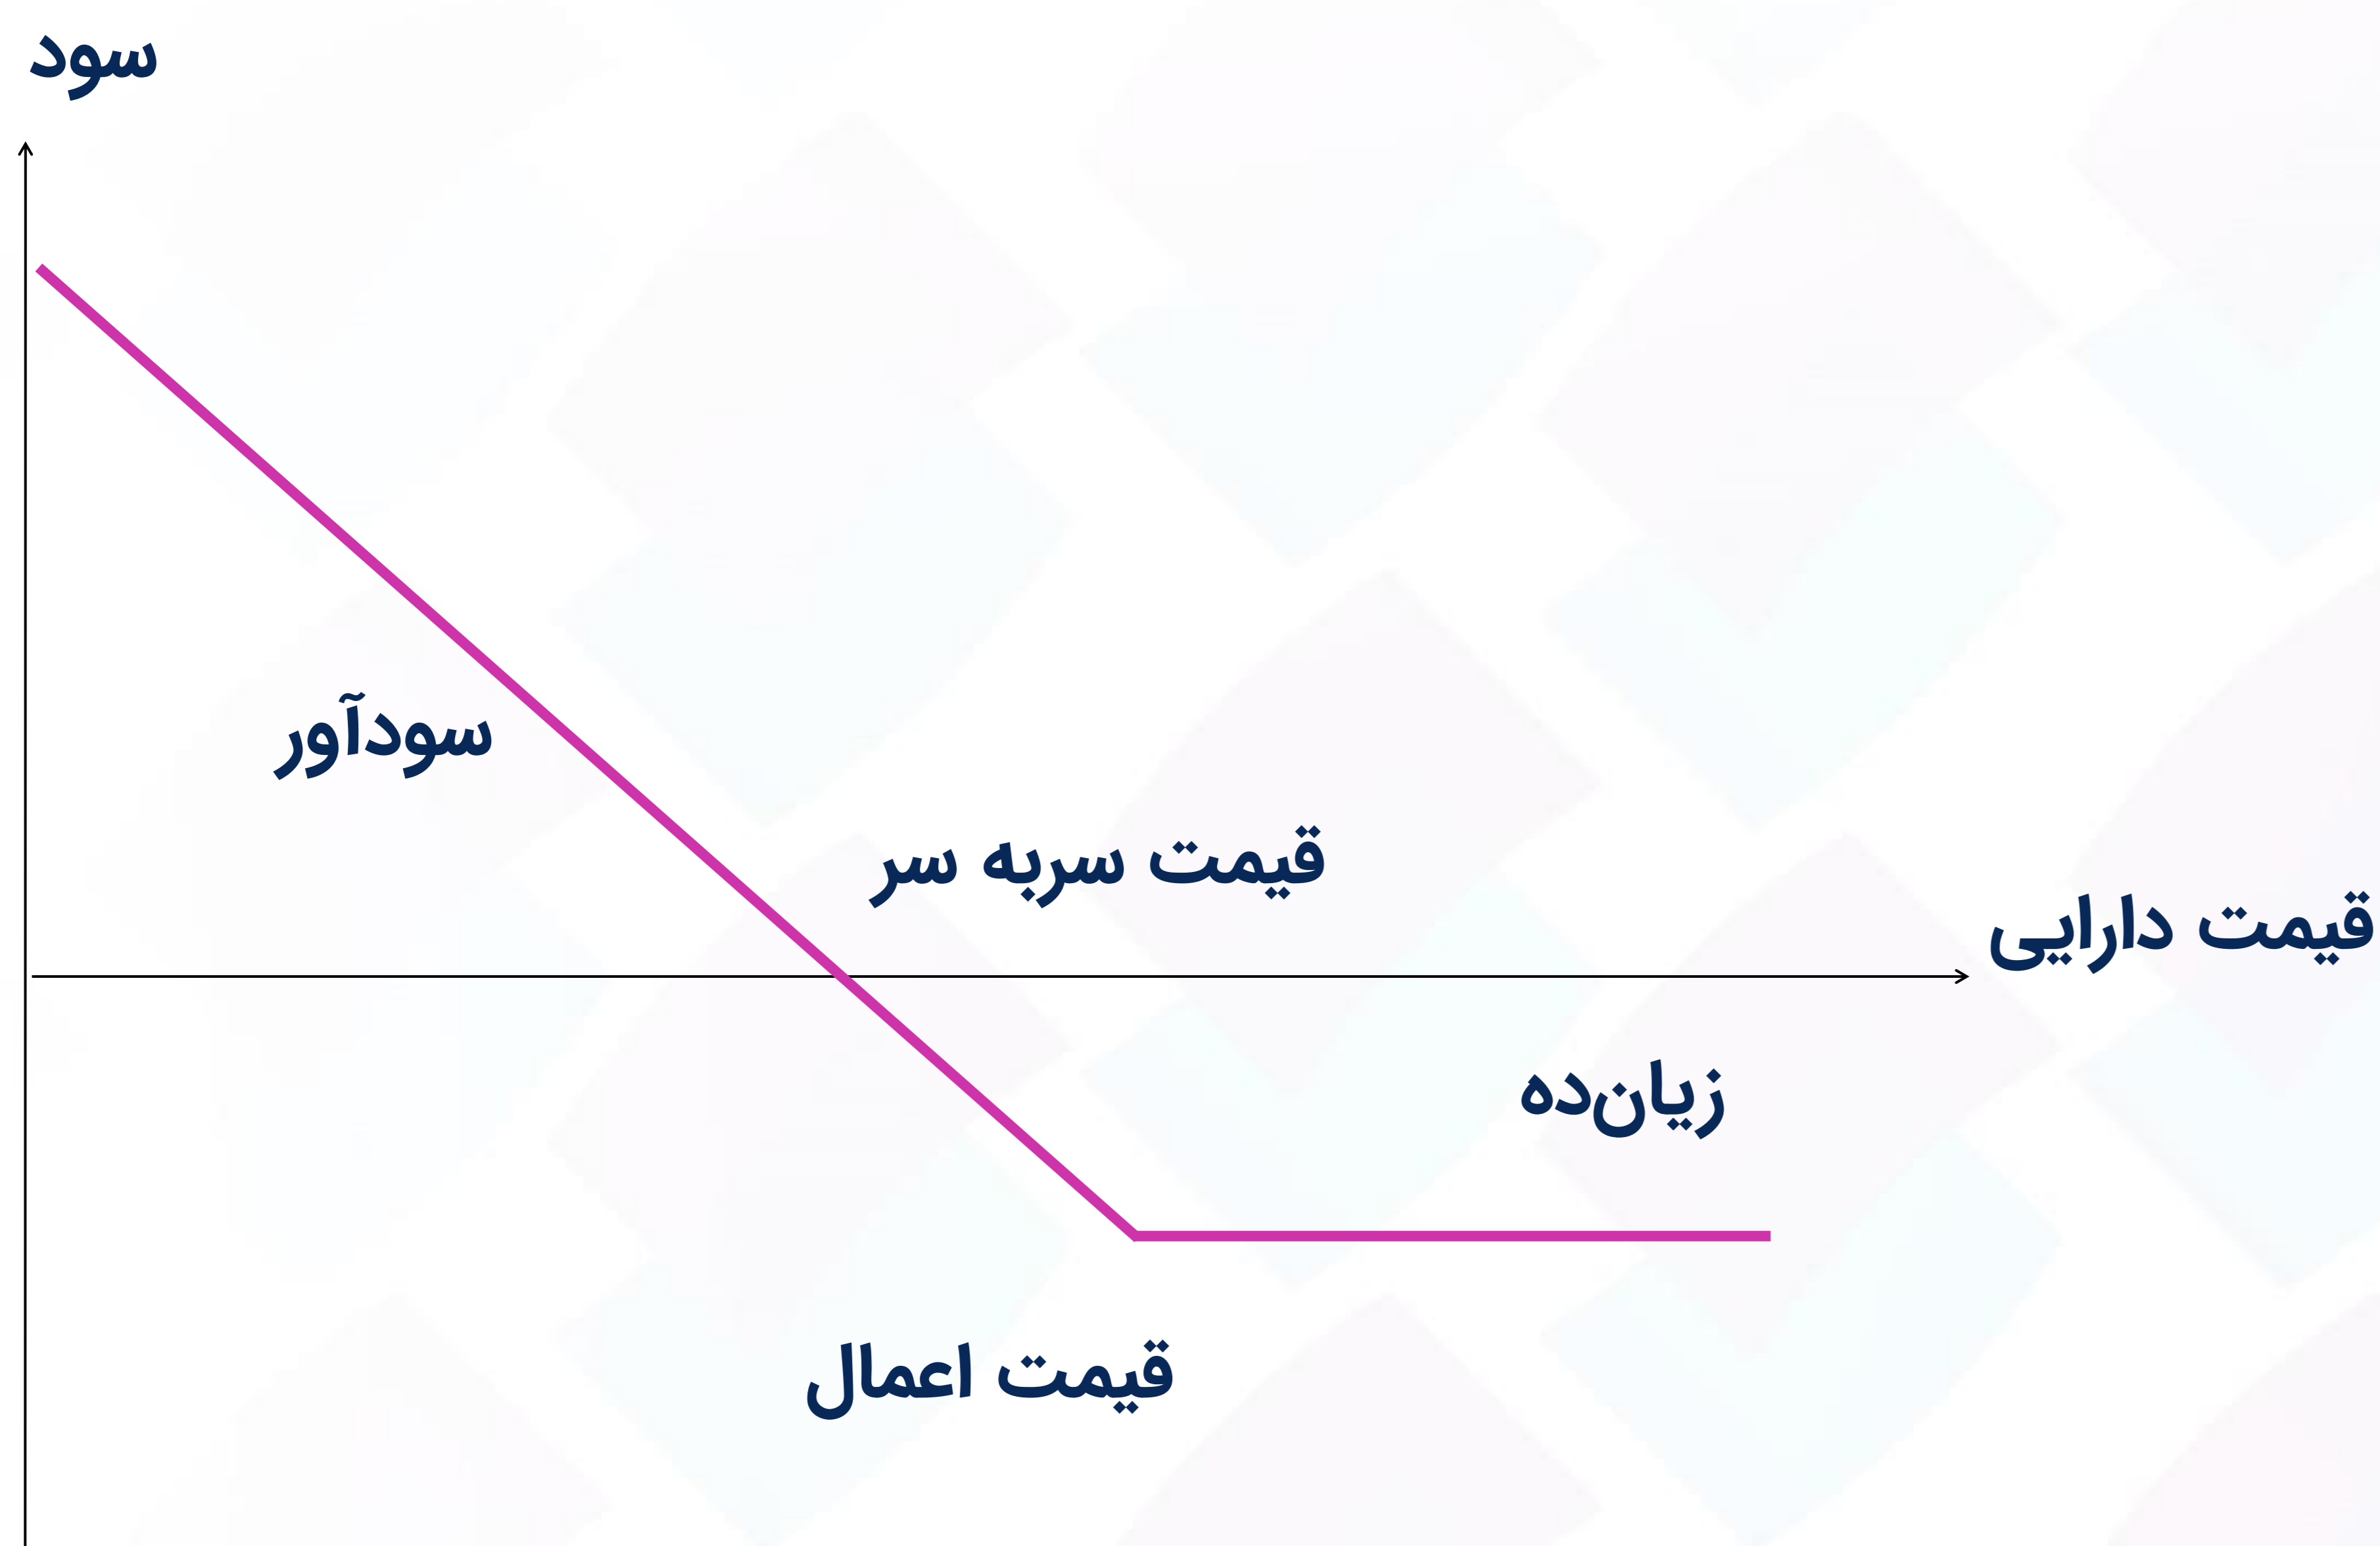 سود
سودآور
قیمت سربه سر
قیمت دارایی
زیان‌ده
قیمت اعمال